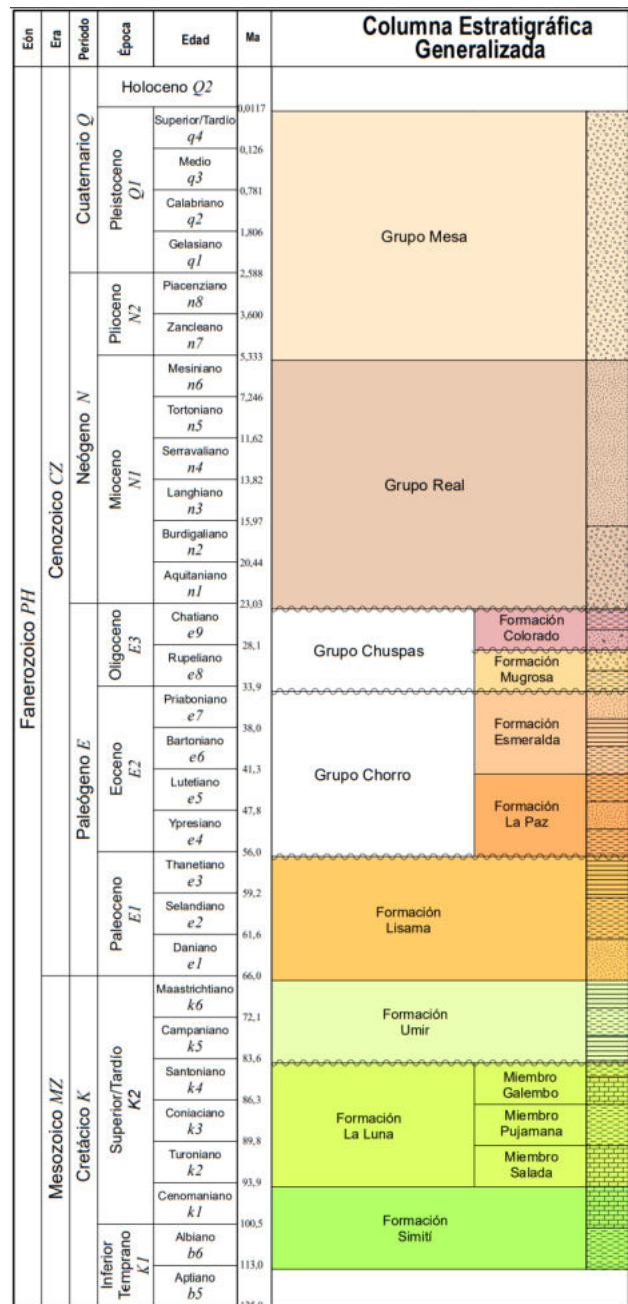 Eón
Era
Periodo
Época
Edad
Ma
Columna Estratigráfica
Generalizada
Fanerozoico PH
Cenozoico CZ
Cuaternario Q
Holoceno Q2
0,0117
Pleistoceno
Q1
Superior/Tardío
q4
0,126
Medio
q3
0,781
Calabriano
q2
1,806
Gelasiano
q1
2,588
Grupo Mesa
Neógeno N
Plioceno
N2
Piacenziano
n8
3,600
Zancleano
n7
5,333
Mioceno
N1
Mesiniano
n6
7,246
Tortoniano
n5
11,62
Serravaliano
n4
13,82
Langhiano
n3
15,97
Burdigaliano
n2
20,44
Aquitaniano
n1
23,03
Grupo Real
Paleógeno E
Oligoceno
E3
Chatiano
e9
28,1
Rupeliano
e8
33,9
Grupo Chuspas
Formación
Colorado
Formación
Mugrosa
Eoceno
E2
Priaboniano
e7
38,0
Bartoniano
e6
41,3
Lutetiano
e5
47,8
Ypresiano
e4
56,0
Grupo Chorro
Formación
Esmeralda
Formación
La Paz
Paleoceno
E1
Thanetiano
e3
59,2
Selandiano
e2
61,6
Daniano
e1
66,0
Formación
Lisama
Mesozoico MZ
Cretácico K
Superior/Tardío
K2
Maastrichtiano
k6
72,1
Campaniano
k5
83,6
Formación
Umir
Santoniano
k4
86,3
Coniaciano
k3
89,8
Turoniano
k2
93,9
Formación
La Luna
Miembro
Galembo
Miembro
Pujamana
Miembro
Salada
Cenomaniano
k1
100,5
Inferior
Temprano
K1
Albiano
b6
113,0
Aptiano
b5
Formación
Simití